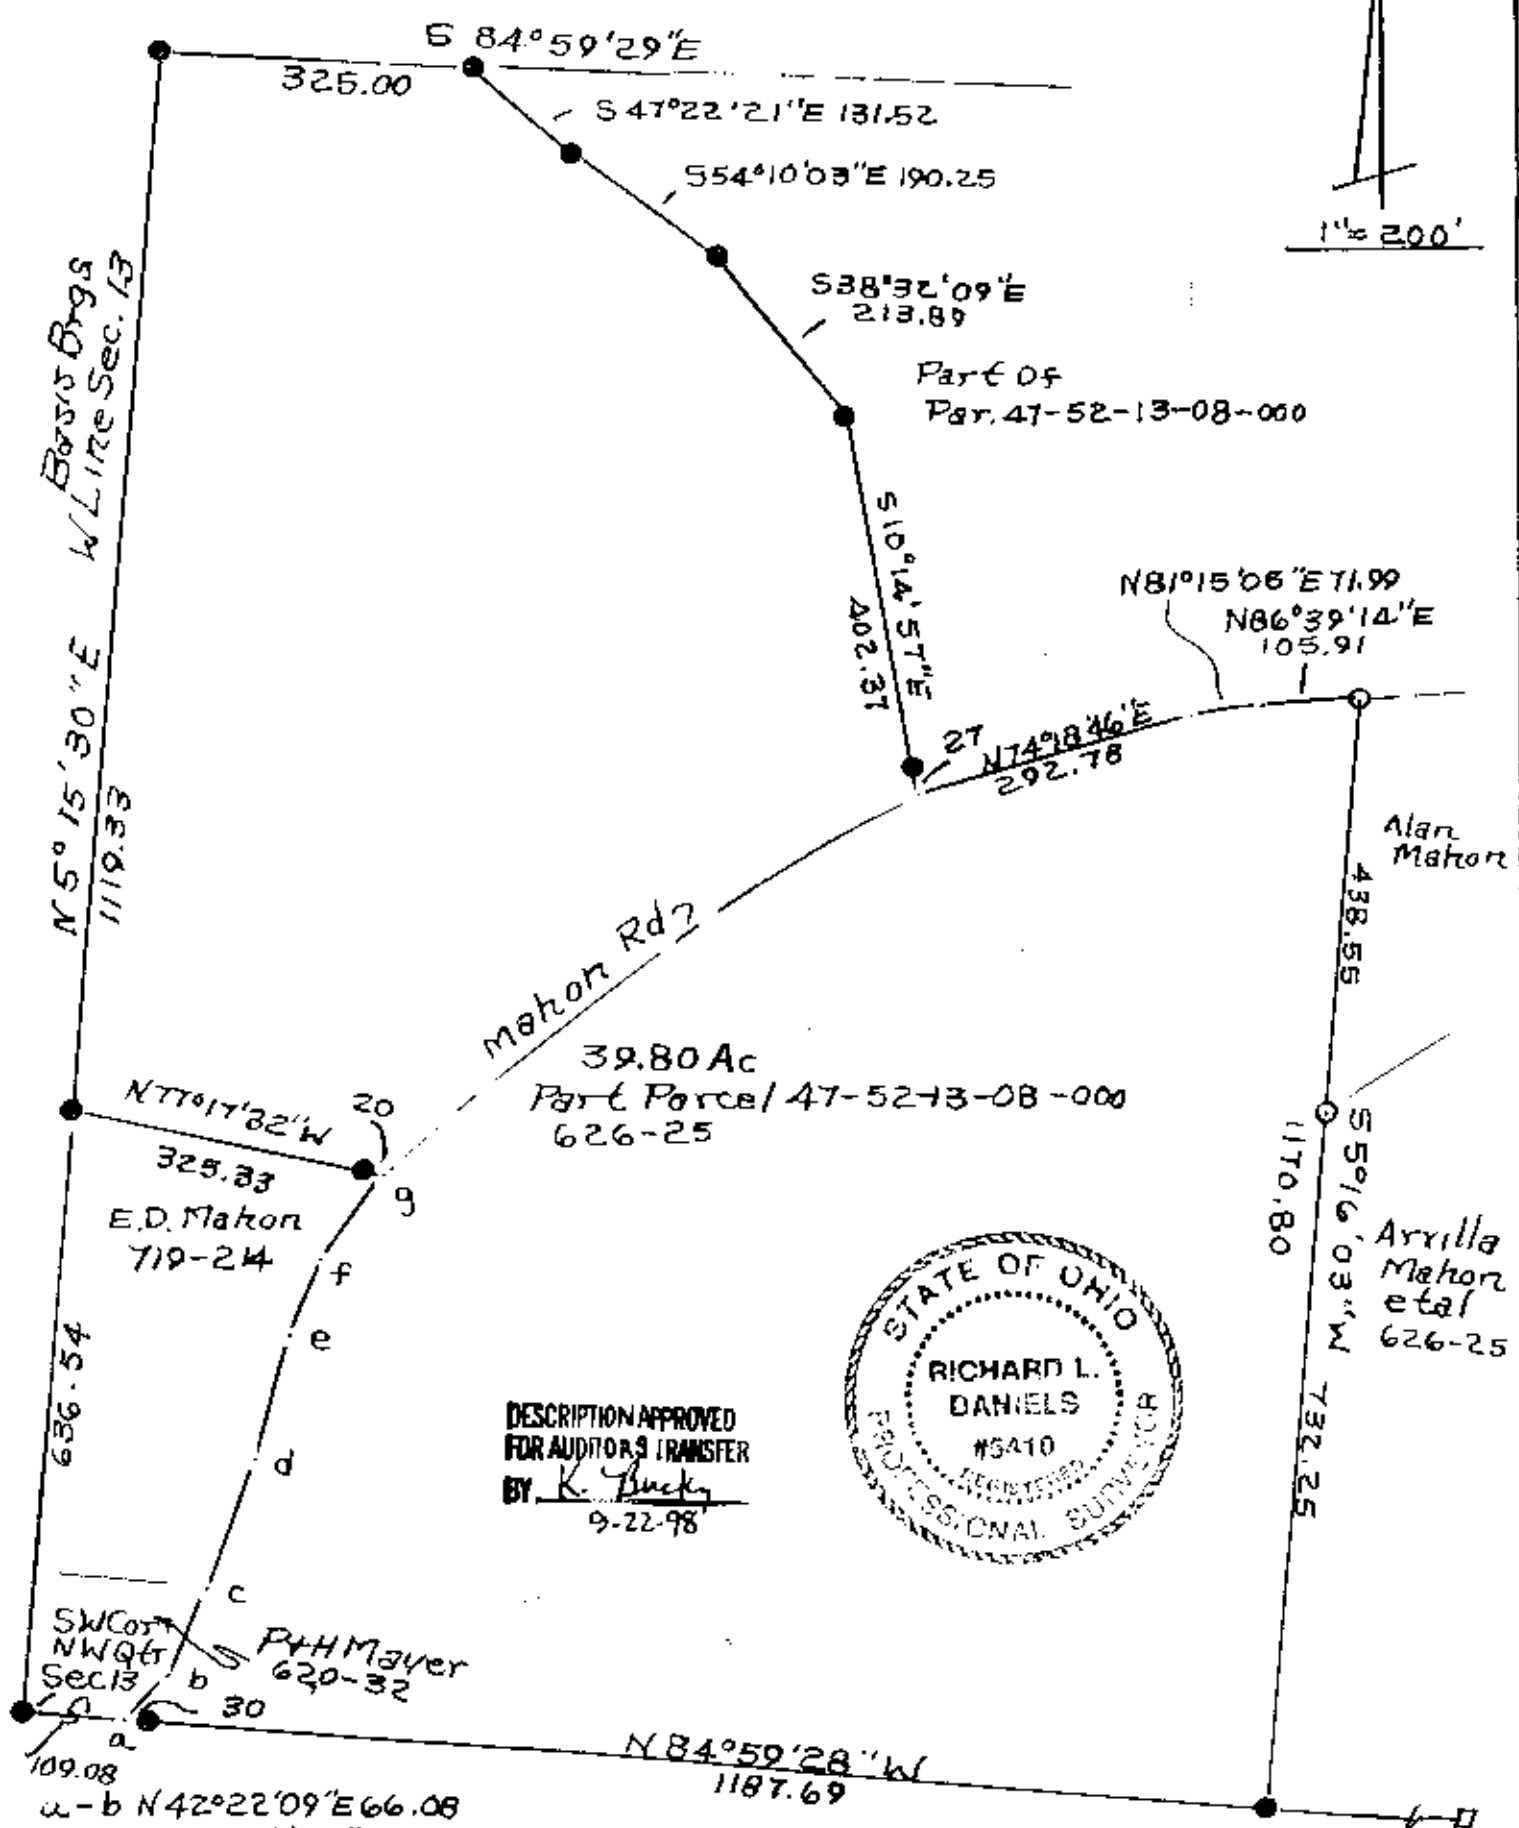 S 84°59'29"E
325.00
S 47°22'21"E 131.52
S54°10'03"E 190.25
1"= 200'
S38°32'09"E
213.89
Basis Brgs
W Line Sec. 13
Part Of
Par. 47-52-13-08-000
S10°14'57"E
402.37
N81°15'06"E 71.99
N86°39'14"E
105.91
N 5° 15' 30" E
1119.33
27
N74°18'46"E
292.78
Alan
Mahon
438.55
Mahon Rd ?
39.80 Ac
Part Parcel 47-52-13-08-000
626-25
N77°17'32"W
325.33
20
g
E.D. Mahon
719-214
f
e
d
c
b
a
S5°16'03"W 732.25
1170.80
Arrilla
Mahon
etal
626-25
636.54
STATE OF OHIO
RICHARD L.
DANIELS
#5410
REGISTERED
PROFESSIONAL SURVEYOR
DESCRIPTION APPROVED
FOR AUDITORS TRANSFER
BY K.
9-22-98
SW Cor
NW Qtr
Sec 13
P+H Mayer
620-32
30
109.08
N 84°59'28"W
1187.69
a-b N42°22'09"E 66.08